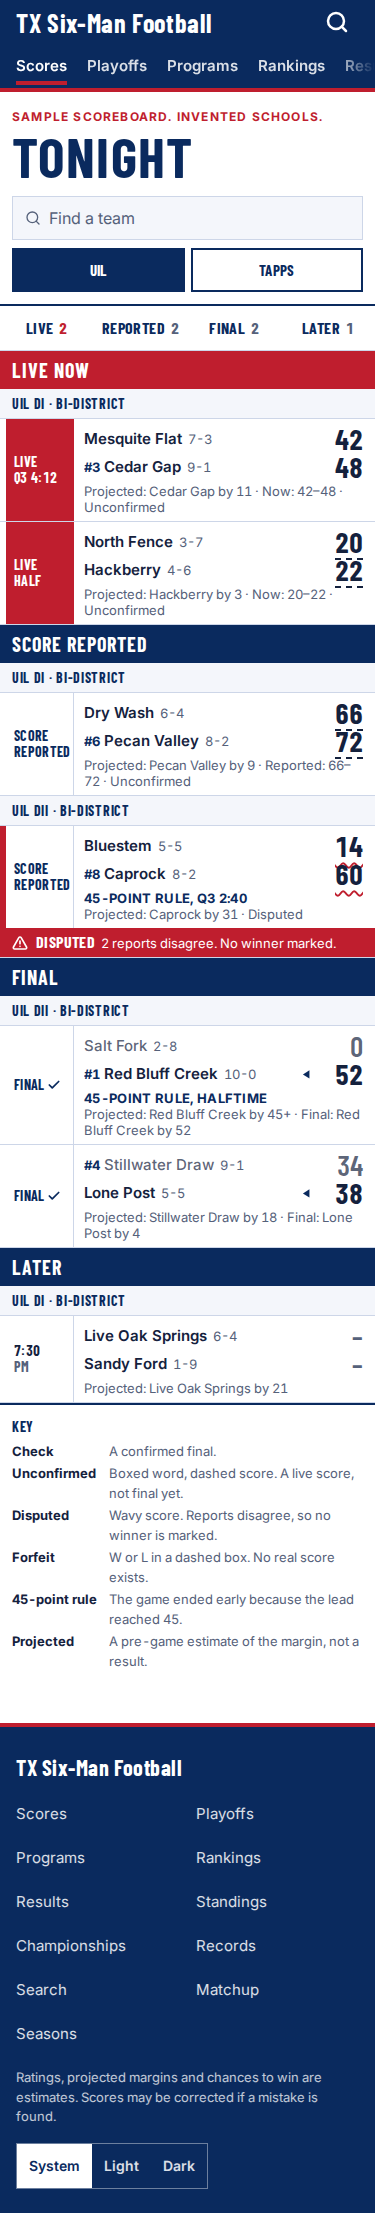 TX Six-Man Football
Scores Playoffs Programs Rankings Res
SAMPLE SCOREBOARD. INVENTED SCHOOLS.
TONIGHT
Find a team
UIL TAPPS
LIVE 2 REPORTED 2 FINAL 2 LATER 1
LIVE NOW
UIL DI · BI-DISTRICT
LIVE
Q3 4:12
Mesquite Flat 7-3 42
#3 Cedar Gap 9-1 48
Projected: Cedar Gap by 11 · Now: 42–48 ·
Unconfirmed
LIVE
HALF
North Fence 3-7 20
Hackberry 4-6 22
Projected: Hackberry by 3 · Now: 20–22 ·
Unconfirmed
SCORE REPORTED
UIL DI · BI-DISTRICT
SCORE
REPORTED
Dry Wash 6-4 66
#6 Pecan Valley 8-2 72
Projected: Pecan Valley by 9 · Reported: 66–
72 · Unconfirmed
UIL DII · BI-DISTRICT
SCORE
REPORTED
Bluestem 5-5 14
#8 Caprock 8-2 60
45-POINT RULE, Q3 2:40
Projected: Caprock by 31 · Disputed
DISPUTED 2 reports disagree. No winner marked.
FINAL
UIL DII · BI-DISTRICT
FINAL ✓
Salt Fork 2-8 0
#1 Red Bluff Creek 10-0 ◀ 52
45-POINT RULE, HALFTIME
Projected: Red Bluff Creek by 45+ · Final: Red
Bluff Creek by 52
FINAL ✓
#4 Stillwater Draw 9-1 34
Lone Post 5-5 ◀ 38
Projected: Stillwater Draw by 18 · Final: Lone
Post by 4
LATER
UIL DI · BI-DISTRICT
7:30
PM
Live Oak Springs 6-4 –
Sandy Ford 1-9 –
Projected: Live Oak Springs by 21
KEY
Check A confirmed final.
Unconfirmed Boxed word, dashed score. A live score,
not final yet.
Disputed Wavy score. Reports disagree, so no
winner is marked.
Forfeit W or L in a dashed box. No real score
exists.
45-point rule The game ended early because the lead
reached 45.
Projected A pre-game estimate of the margin, not a
result.
TX Six-Man Football
Scores Playoffs
Programs Rankings
Results Standings
Championships Records
Search Matchup
Seasons
Ratings, projected margins and chances to win are
estimates. Scores may be corrected if a mistake is
found.
System Light Dark